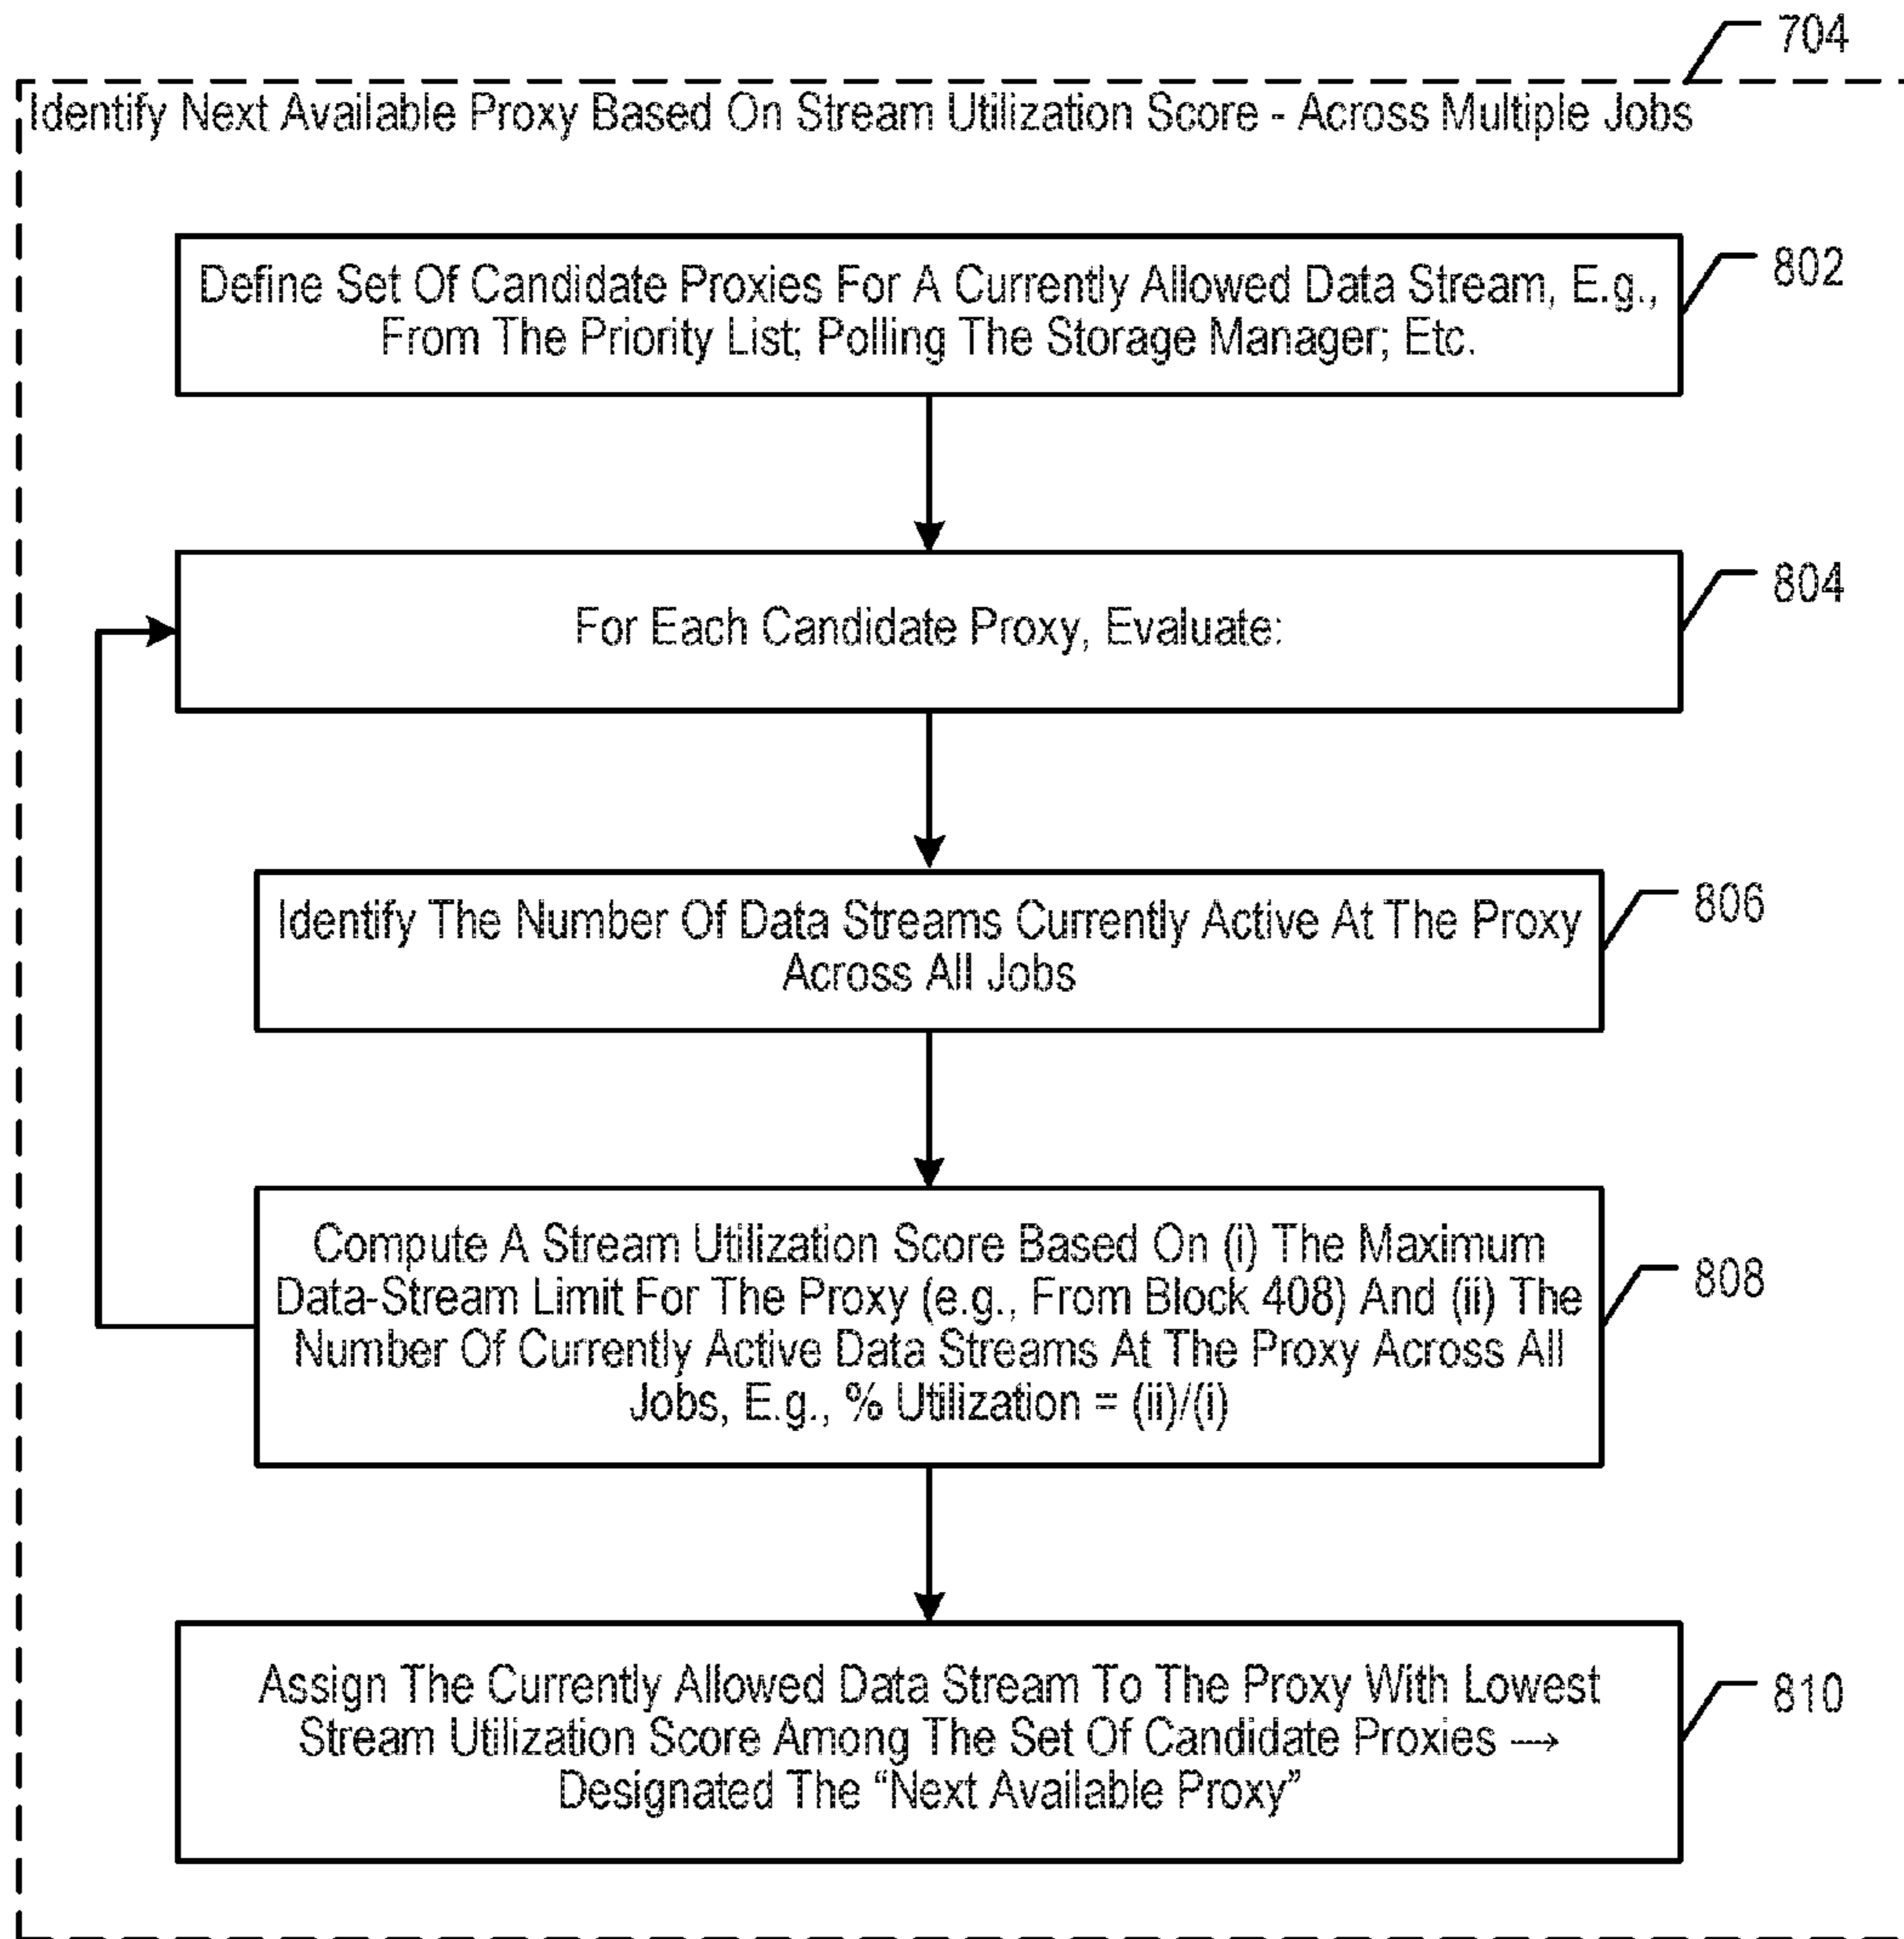 704
Identify Next Available Proxy Based On Stream Utilization Score - Across Multiple Jobs
Define Set Of Candidate Proxies For A Currently Allowed Data Stream, E.g.,
From The Priority List; Polling The Storage Manager; Etc.
802
For Each Candidate Proxy, Evaluate:
804
Identify The Number Of Data Streams Currently Active At The Proxy
Across All Jobs
806
Compute A Stream Utilization Score Based On (i) The Maximum
Data-Stream Limit For The Proxy (e.g., From Block 408) And (ii) The
Number Of Currently Active Data Streams At The Proxy Across All
Jobs, E.g., % Utilization = (ii)/(i)
808
Assign The Currently Allowed Data Stream To The Proxy With Lowest
Stream Utilization Score Among The Set Of Candidate Proxies →
Designated The “Next Available Proxy”
810